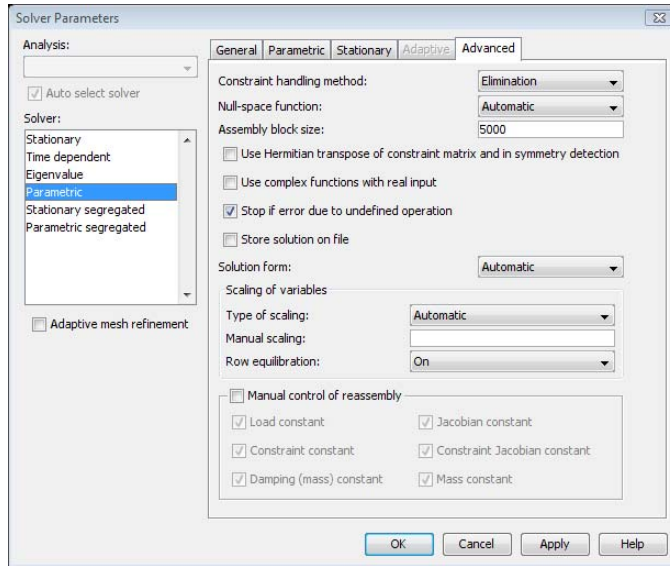 Solver Parameters
Analysis:
Auto select solver
Solver:
Stationary
Time dependent
Eigenvalue
Parametric
Stationary segregated
Parametric segregated
Adaptive mesh refinement
General Parametric Stationary Adaptive Advanced
Constraint handling method: Elimination
Null-space function: Automatic
Assembly block size: 5000
Use Hermitian transpose of constraint matrix and in symmetry detection
Use complex functions with real input
Stop if error due to undefined operation
Store solution on file
Solution form: Automatic
Scaling of variables
Type of scaling: Automatic
Manual scaling:
Row equilibration: On
Manual control of reassembly
Load constant Jacobian constant
Constraint constant Constraint Jacobian constant
Damping (mass) constant Mass constant
OK Cancel Apply Help